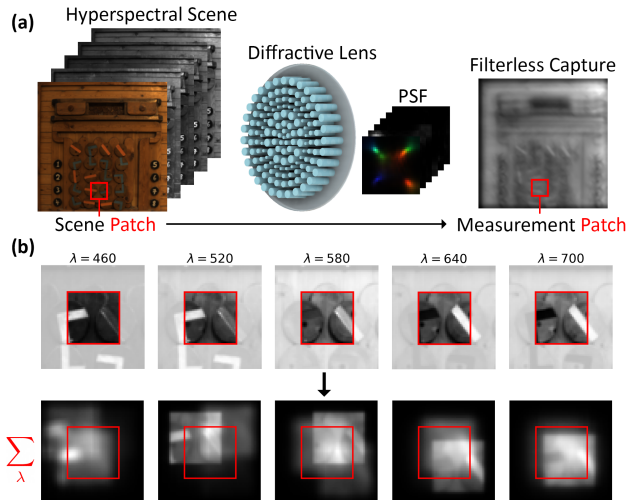 (a)
Hyperspectral Scene
Diffractive Lens
PSF
Filterless Capture
Scene Patch
Measurement Patch
(b)
λ = 460
λ = 520
λ = 580
λ = 640
λ = 700
∑
λ